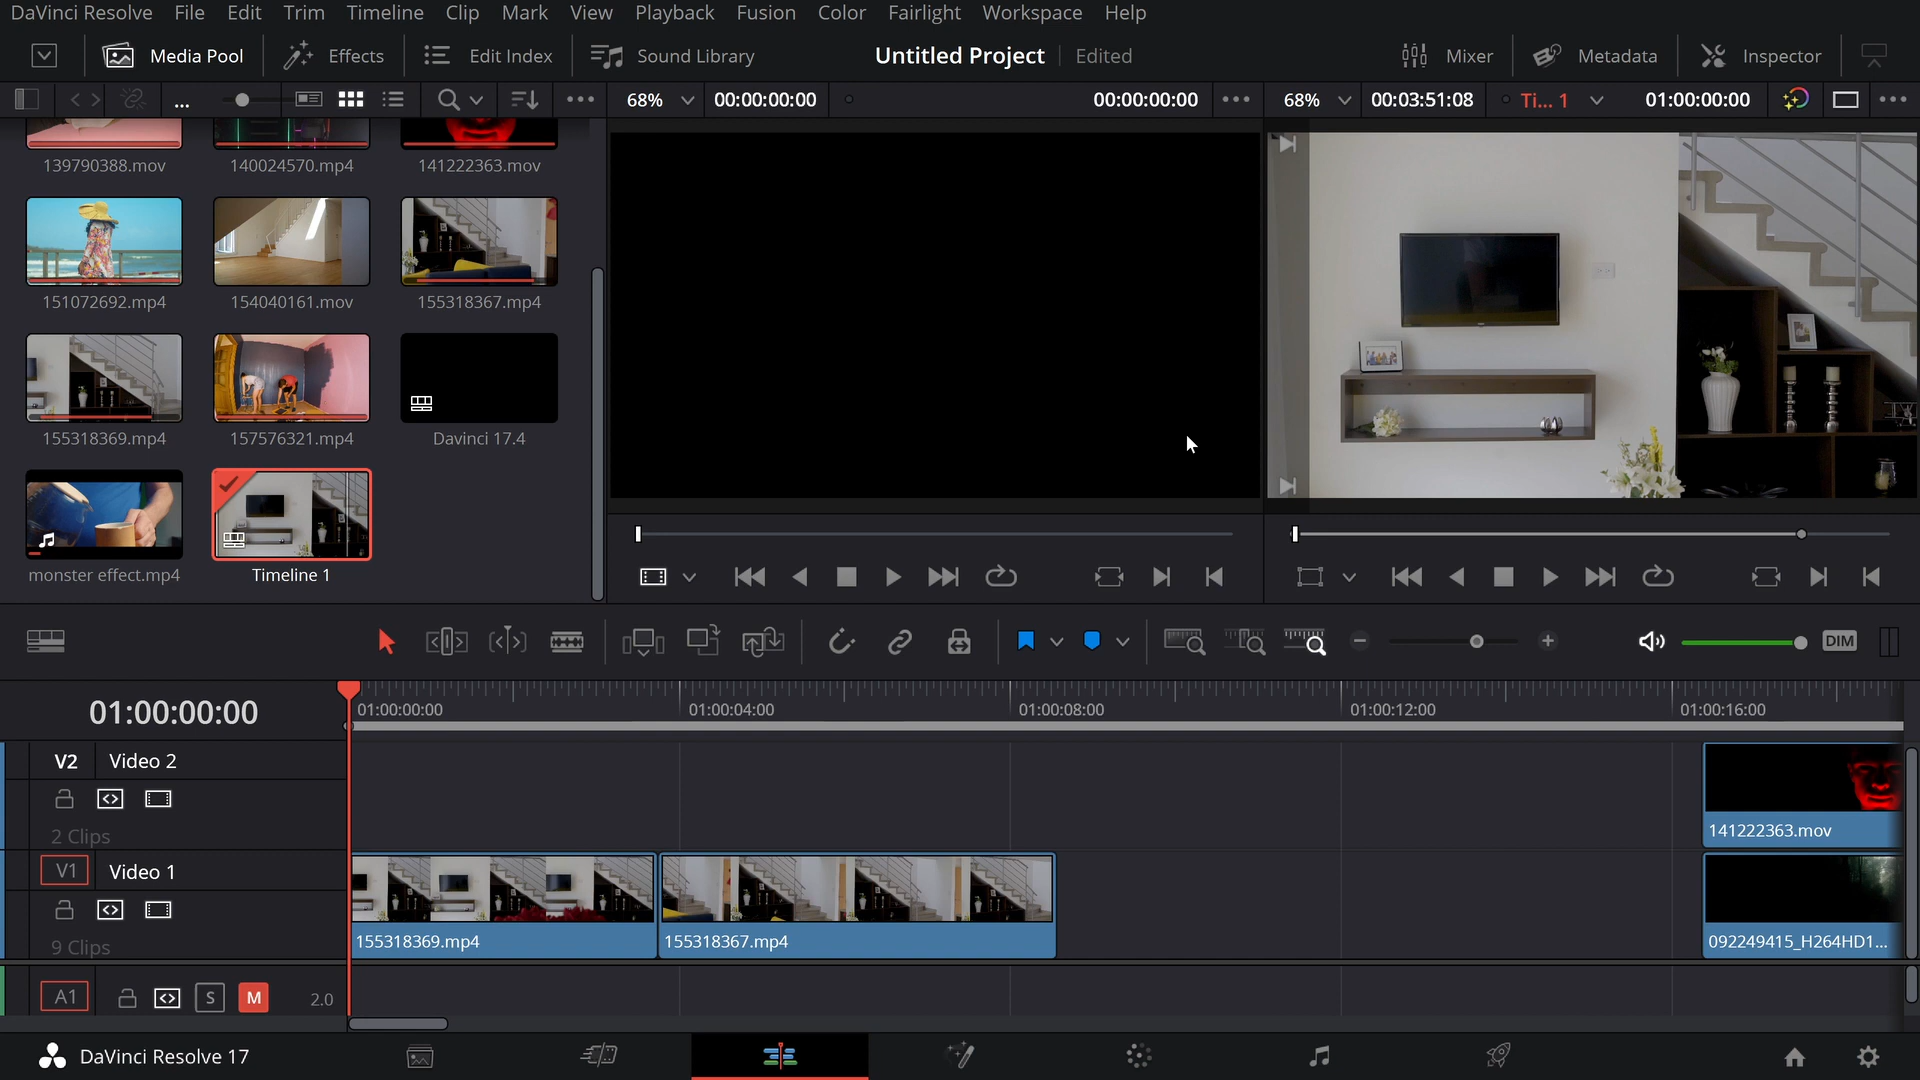 DaVinci Resolve File Edit Trim Timeline Clip Mark View Playback Fusion Color Fairlight Workspace Help
Media Pool Effects Edit Index Sound Library Untitled Project Edited Mixer Metadata Inspector
... 68% 00:00:00:00 00:00:00:00 ••• 68% 00:03:51:08 Ti... 1 01:00:00:00 •••
139790388.mov 140024570.mp4 141222363.mov
151072692.mp4 154040161.mov 155318367.mp4
155318369.mp4 157576321.mp4 Davinci 17.4
monster effect.mp4 Timeline 1
DIM
01:00:00:00 01:00:00:00 01:00:04:00 01:00:08:00 01:00:12:00 01:00:16:00
V2 Video 2
2 Clips
141222363.mov
V1 Video 1
9 Clips
155318369.mp4 155318367.mp4 092249415_H264HD1...
A1 S M 2.0
DaVinci Resolve 17